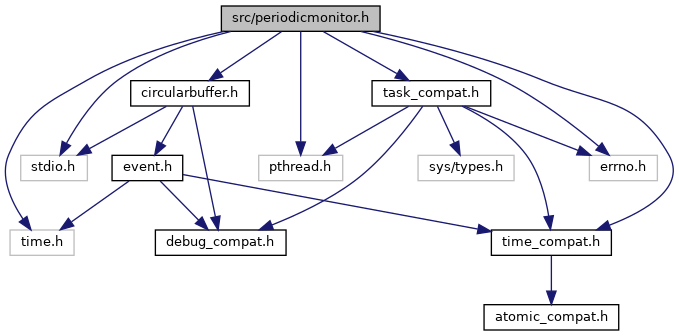 src/periodicmonitor.h
circularbuffer.h
task_compat.h
stdio.h
event.h
pthread.h
sys/types.h
errno.h
time.h
debug_compat.h
time_compat.h
atomic_compat.h